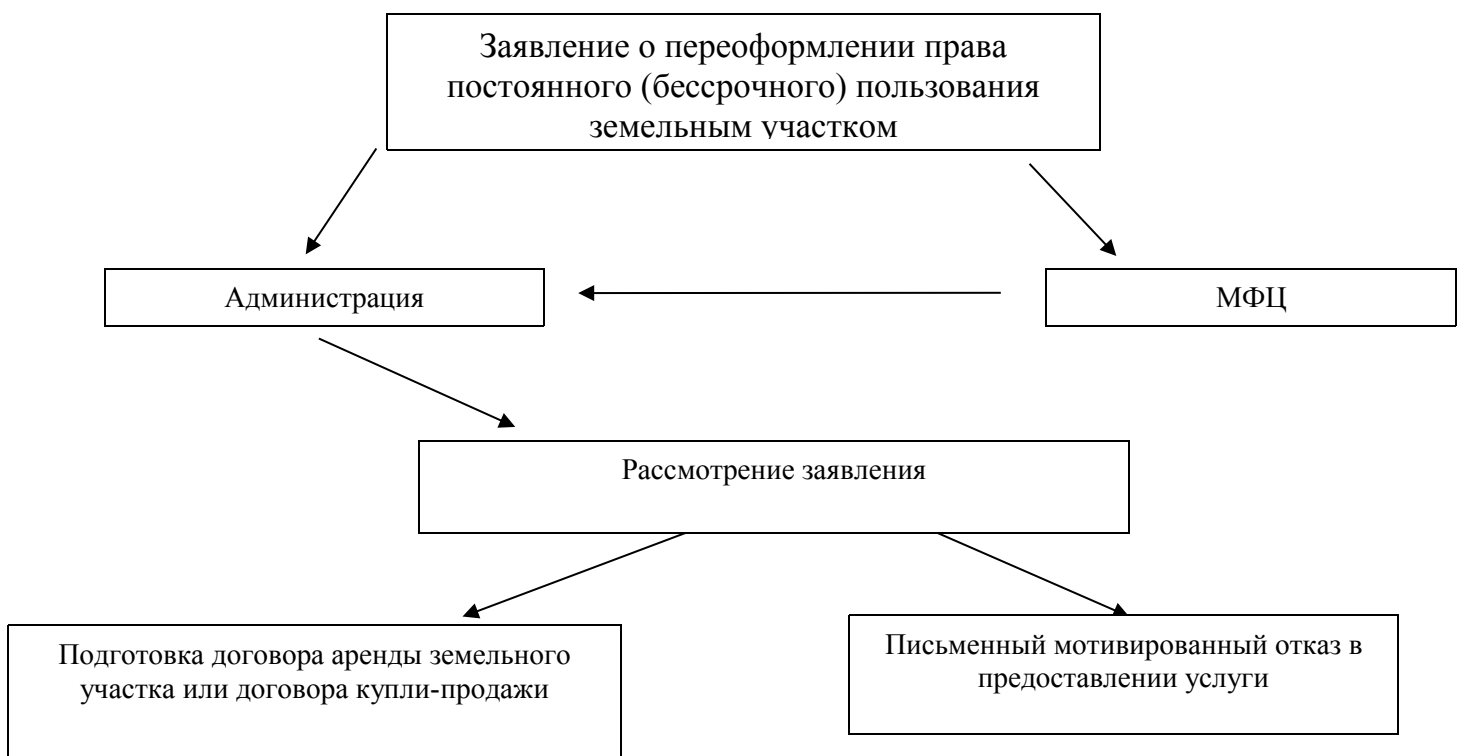 Заявление о переоформлении права
постоянного (бессрочного) пользования
земельным участком
Администрация
МФЦ
Рассмотрение заявления
Подготовка договора аренды земельного
участка или договора купли-продажи
Письменный мотивированный отказ в
предоставлении услуги